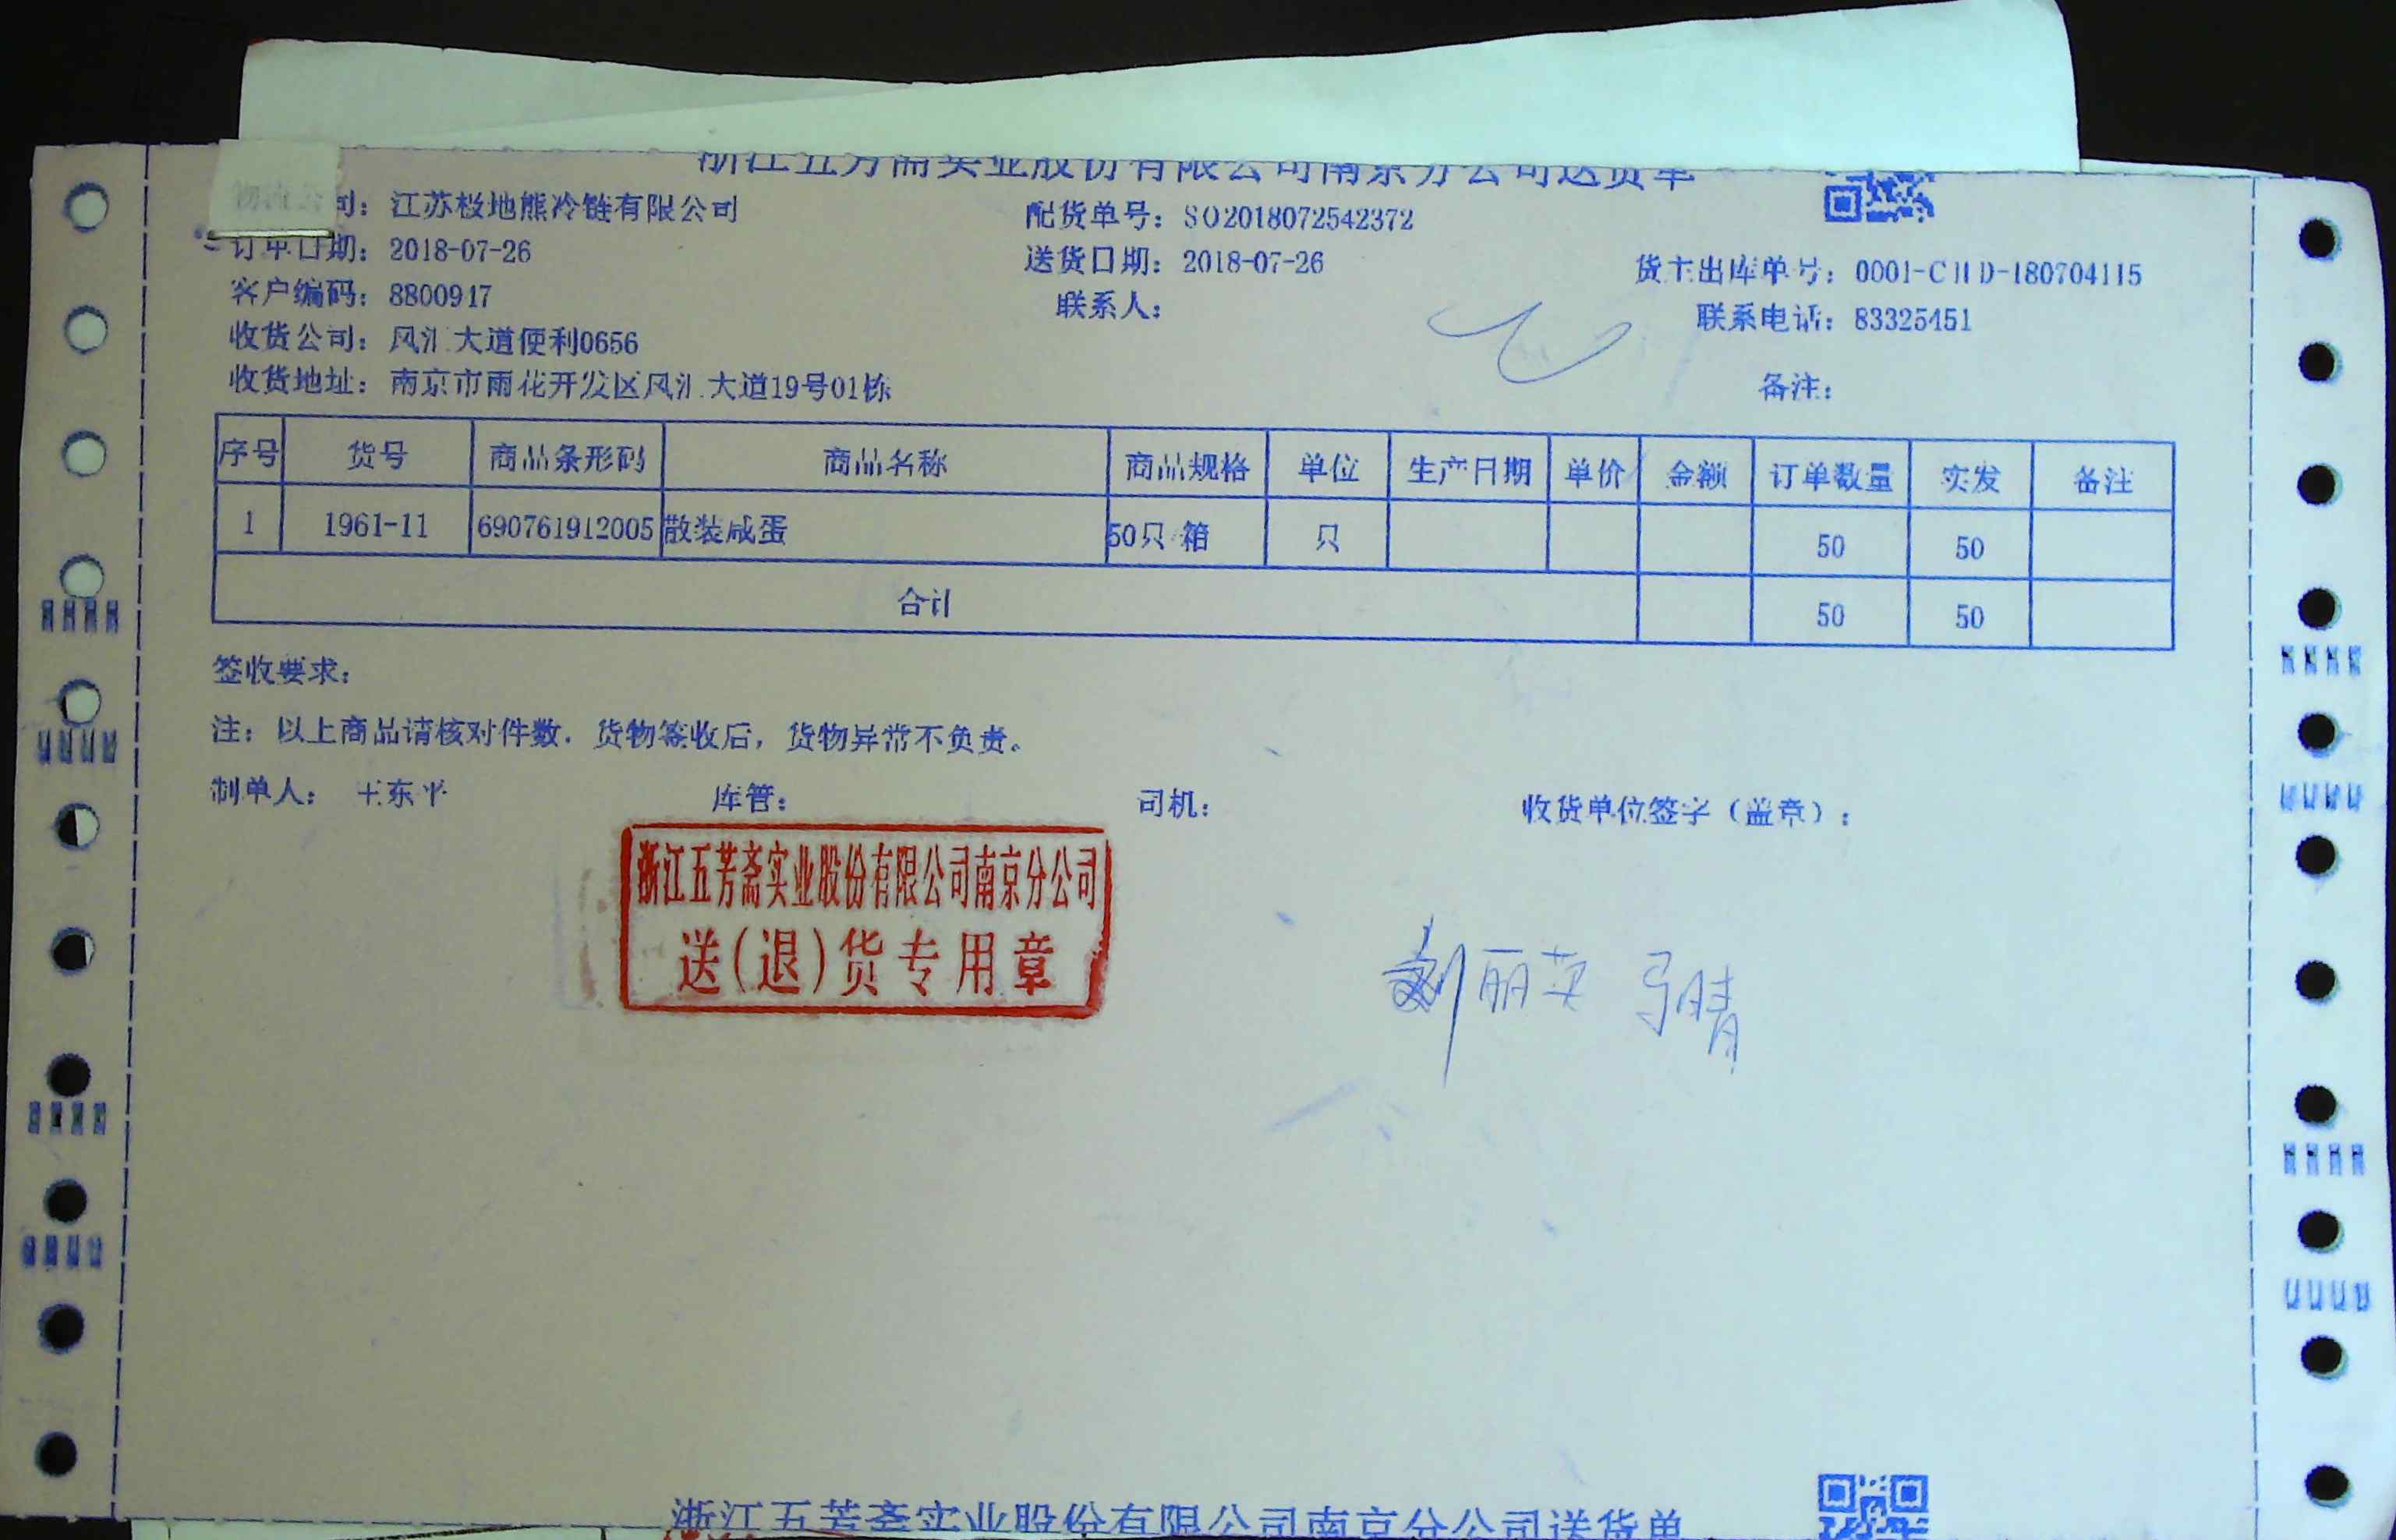 浙江五芳斋实业股份有限公司南京分公司送货单
司：江苏极地熊冷链有限公司 配货单号：SO2018072542372
订单日期：2018-07-26 送货日期：2018-07-26 货主出库单号：0001-CHD-180704115
客户编码：8800917 联系人： 联系电话：83325451
收货公司：风汇大道便利0656
收货地址：南京市雨花开发区风汇大道19号01栋 备注：
序号 货号 商品条形码 商品名称 商品规格 单位 生产日期 单价 金额 订单数量 实发 备注
1 1961-11 690761912005 散装咸蛋 50只/箱 只 50 50
合计 50 50
签收要求：
注：以上商品请核对件数，货物签收后，货物异常不负责。
制单人： 王东平 库管： 司机： 收货单位签字（盖章）：
浙江五芳斋实业股份有限公司南京分公司
送(退)货专用章
刘丽英 马晴
浙江五芳斋实业股份有限公司南京分公司送货单